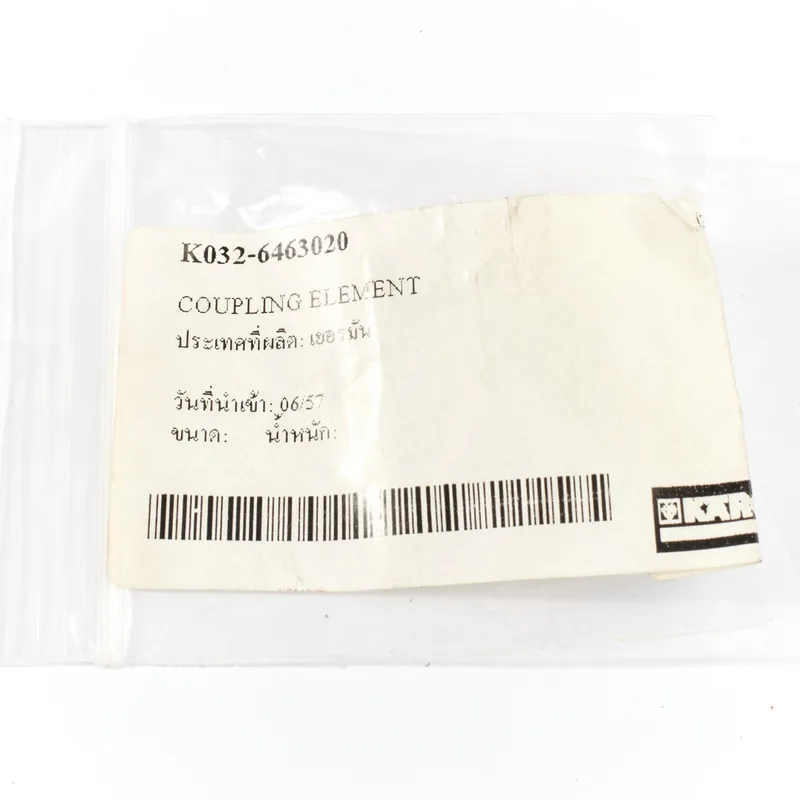 K032-6463020
COUPLING ELEMENT
ประเทศที่ผลิต: เยอรมัน
วันที่นำเข้า: 06/57
ขนาด: น้ำหนัก:
KAR